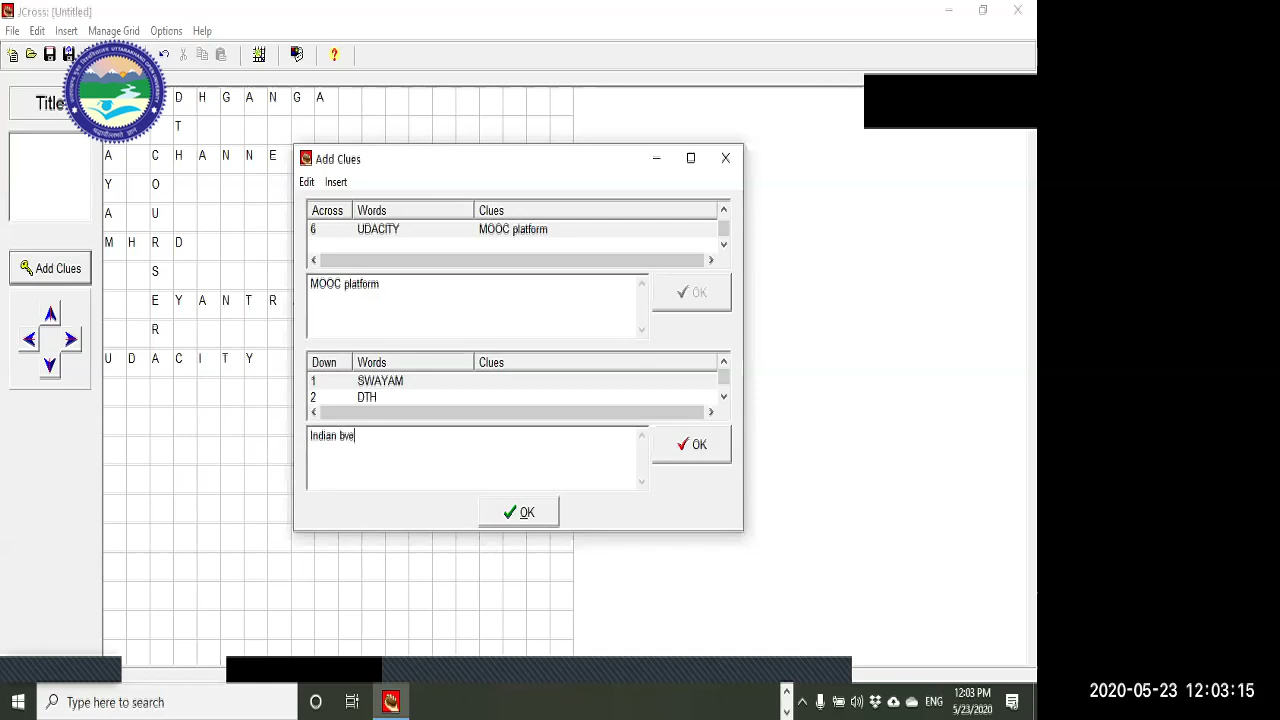 JCross: [Untitled]
File Edit Insert Manage Grid Options Help
Title
D H G A N G A
T
A C H A N N E
Y O
A U
M H R D
S
E Y A N T R
R
U D A C I T Y
Add Clues
Add Clues
Edit Insert
Across Words Clues
6 UDACITY MOOC platform
MOOC platform
OK
Down Words Clues
1 SWAYAM
2 DTH
Indian bve
OK
OK
Type here to search
ENG
12:03 PM
5/23/2020
2020-05-23 12:03:15